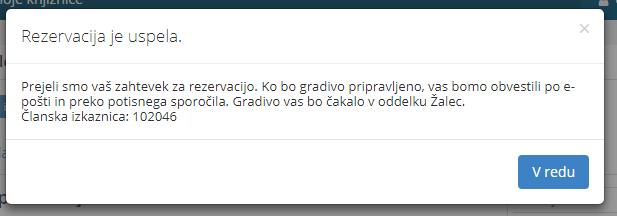 moje knjižnice
Rezervacija je uspela.
×
Prejeli smo vaš zahtevek za rezervacijo. Ko bo gradivo pripravljeno, vas bomo obvestili po e-
pošti in preko potisnega sporočila. Gradivo vas bo čakalo v oddelku Žalec.
Članska izkaznica: 102046
V redu